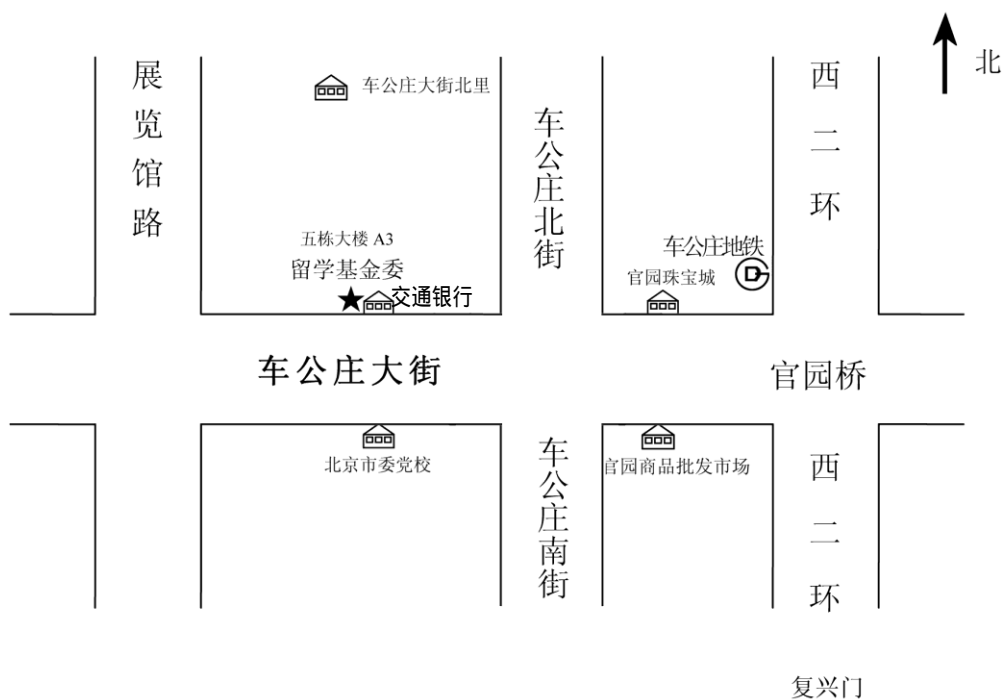 北
展览馆路
车公庄大街北里
车公庄北街
西二环
五栋大楼 A3
留学基金委
交通银行
车公庄地铁
官园珠宝城
D
车公庄大街
官园桥
北京市委党校
车公庄南街
官园商品批发市场
西二环
复兴门